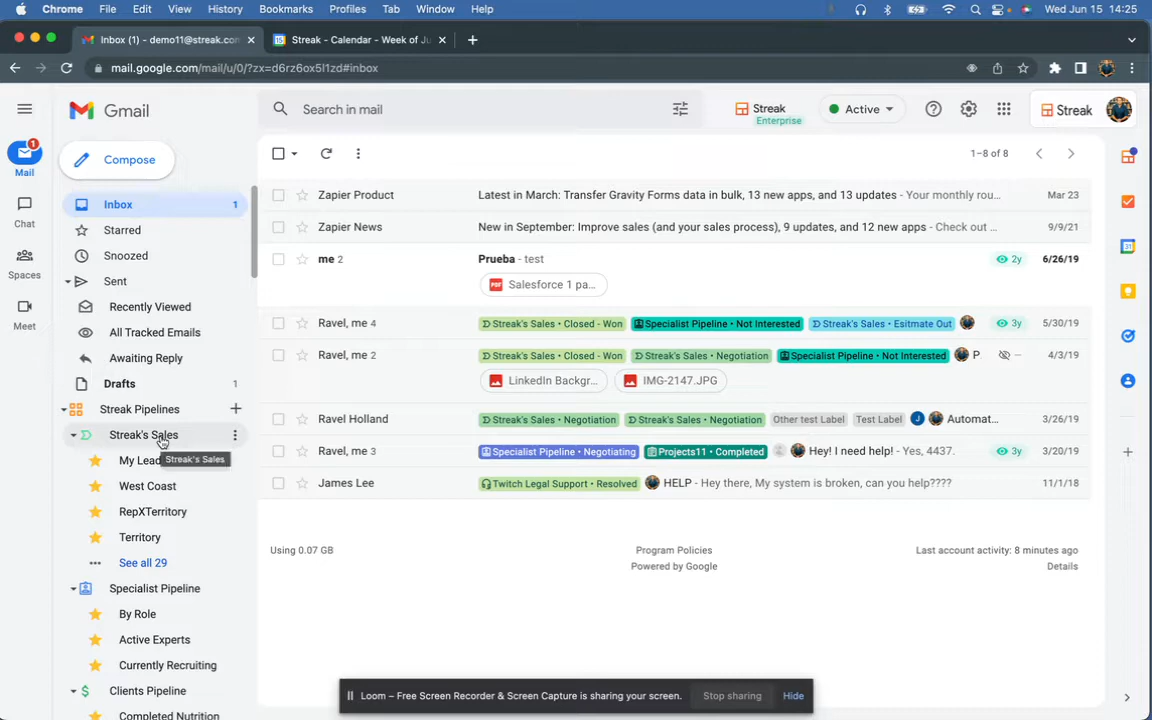 Chrome File Edit View History Bookmarks Profiles Tab Window Help Wed Jun 15 14:25
Inbox (1) - demo11@streak.con Streak - Calendar - Week of Ju
mail.google.com/mail/u/0/?zx=d6rz6ox5l1zd#inbox
Gmail Search in mail Streak Enterprise Active Streak
Mail 1
Chat
Spaces
Meet
Compose
Inbox 1
Starred
Snoozed
Sent
Recently Viewed
All Tracked Emails
Awaiting Reply
Drafts 1
Streak Pipelines
Streak's Sales
My Lead
Streak's Sales
West Coast
RepXTerritory
Territory
See all 29
Specialist Pipeline
By Role
Active Experts
Currently Recruiting
Clients Pipeline
Completed Nutrition
1–8 of 8
Zapier Product Latest in March: Transfer Gravity Forms data in bulk, 13 new apps, and 13 updates - Your monthly rou... Mar 23
Zapier News New in September: Improve sales (and your sales process), 9 updates, and 12 new apps - Check out ... 9/9/21
me 2 Prueba - test 2y 6/26/19
PDF Salesforce 1 pa...
Ravel, me 4 Streak's Sales • Closed - Won Specialist Pipeline • Not Interested Streak's Sales • Esitmate Out 3y 5/30/19
Ravel, me 2 Streak's Sales • Closed - Won Streak's Sales • Negotiation Specialist Pipeline • Not Interested P 4/3/19
LinkedIn Backgr... IMG-2147.JPG
Ravel Holland Streak's Sales • Negotiation Streak's Sales • Negotiation Other test Label Test Label J Automat... 3/26/19
Ravel, me 3 Specialist Pipeline • Negotiating Projects11 • Completed Hey! I need help! - Yes, 4437. 3y 3/20/19
James Lee Twitch Legal Support • Resolved HELP - Hey there, My system is broken, can you help???? 11/1/18
Using 0.07 GB Program Policies Last account activity: 8 minutes ago
Powered by Google Details
Loom – Free Screen Recorder & Screen Capture is sharing your screen. Stop sharing Hide